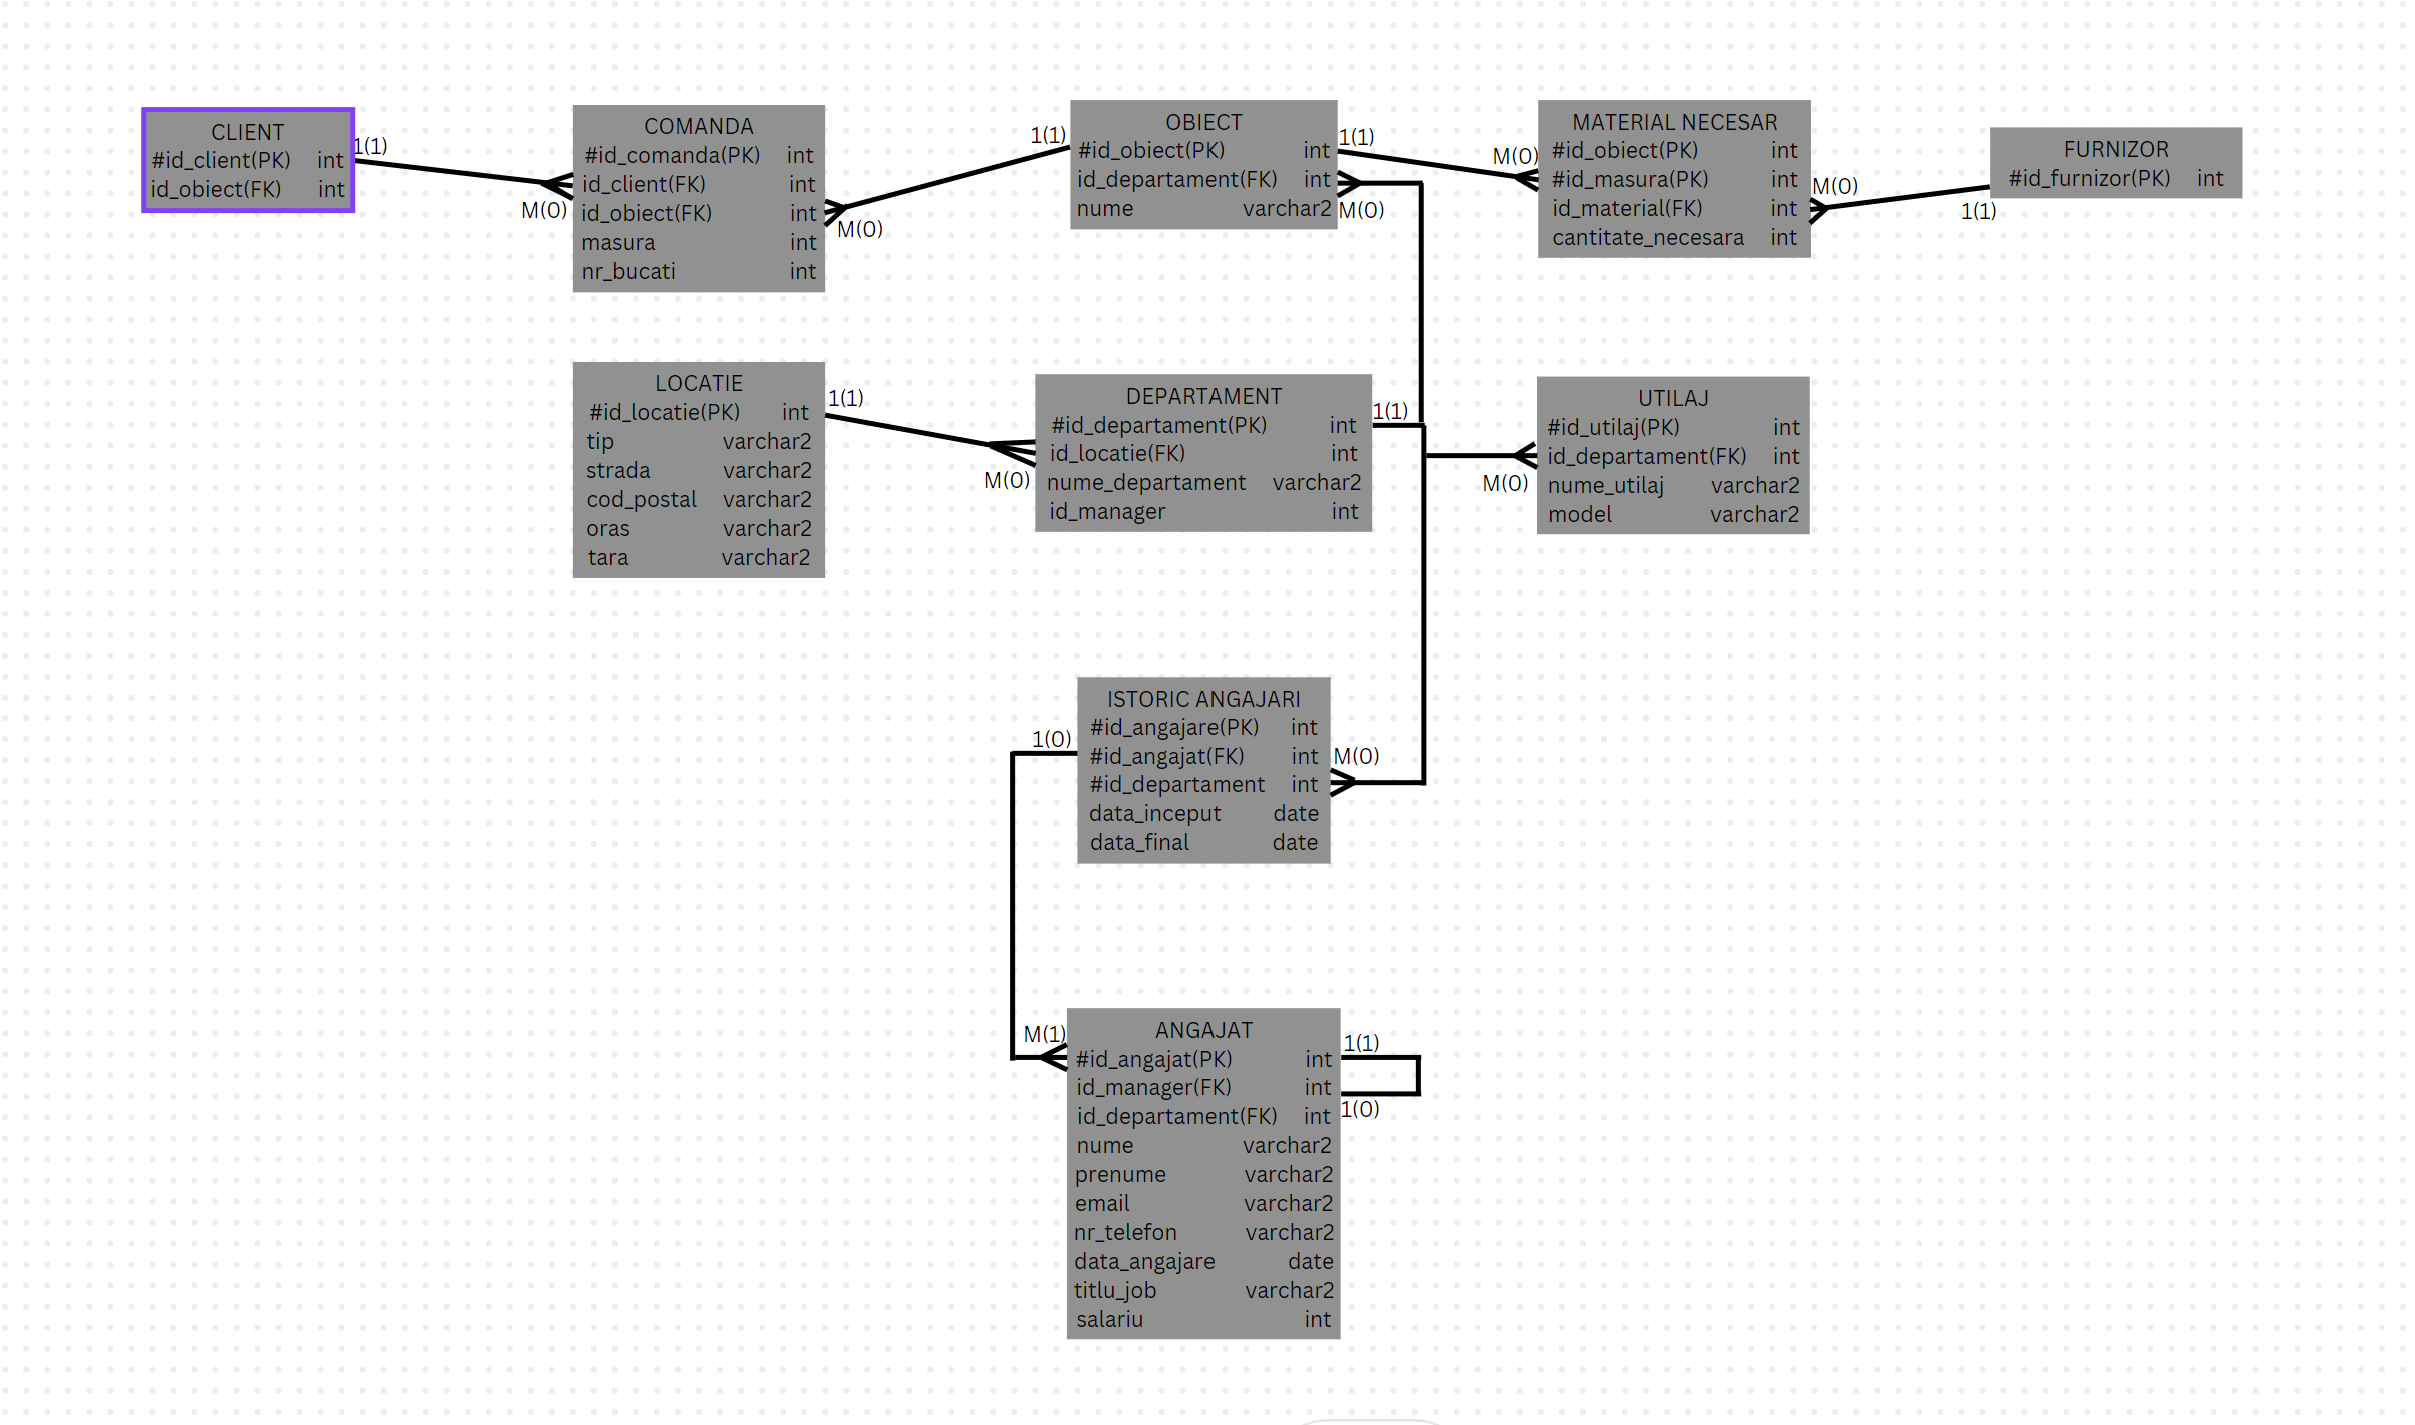 CLIENT
#id_client(PK) int
id_obiect(FK) int
1(1)
M(0)
COMANDA
#id_comanda(PK) int
id_client(FK) int
id_obiect(FK) int
masura int
nr_bucati int
M(0)
1(1)
OBIECT
#id_obiect(PK) int
id_departament(FK) int
nume varchar2
1(1)
M(0)
M(0)
MATERIAL NECESAR
#id_obiect(PK) int
#id_masura(PK) int
id_material(FK) int
cantitate_necesara int
M(0)
1(1)
FURNIZOR
#id_furnizor(PK) int
LOCATIE
#id_locatie(PK) int
tip varchar2
strada varchar2
cod_postal varchar2
oras varchar2
tara varchar2
1(1)
M(0)
DEPARTAMENT
#id_departament(PK) int
id_locatie(FK) int
nume_departament varchar2
id_manager int
1(1)
M(0)
UTILAJ
#id_utilaj(PK) int
id_departament(FK) int
nume_utilaj varchar2
model varchar2
ISTORIC ANGAJARI
#id_angajare(PK) int
#id_angajat(FK) int
#id_departament int
data_inceput date
data_final date
1(0)
M(0)
M(1)
ANGAJAT
#id_angajat(PK) int
id_manager(FK) int
id_departament(FK) int
nume varchar2
prenume varchar2
email varchar2
nr_telefon varchar2
data_angajare date
titlu_job varchar2
salariu int
1(1)
1(0)